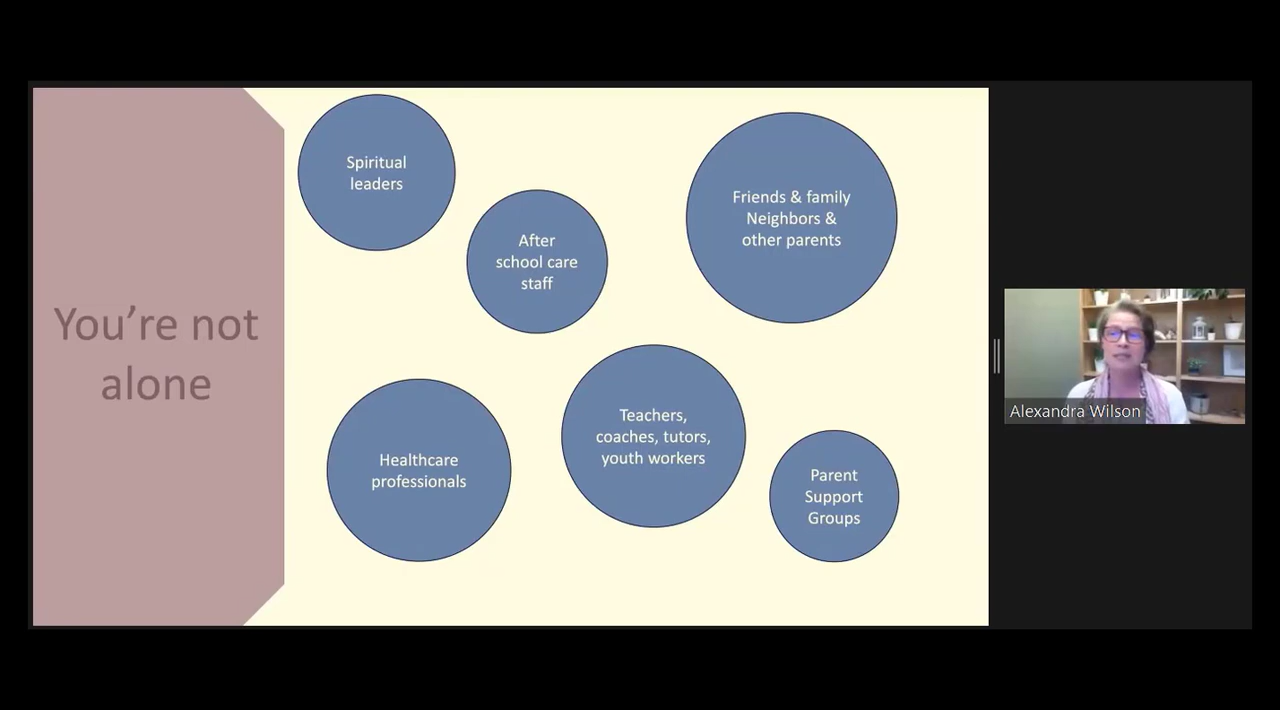 You’re not
alone
Spiritual
leaders
After
school care
staff
Friends & family
Neighbors &
other parents
Healthcare
professionals
Teachers,
coaches, tutors,
youth workers
Parent
Support
Groups
Alexandra Wilson